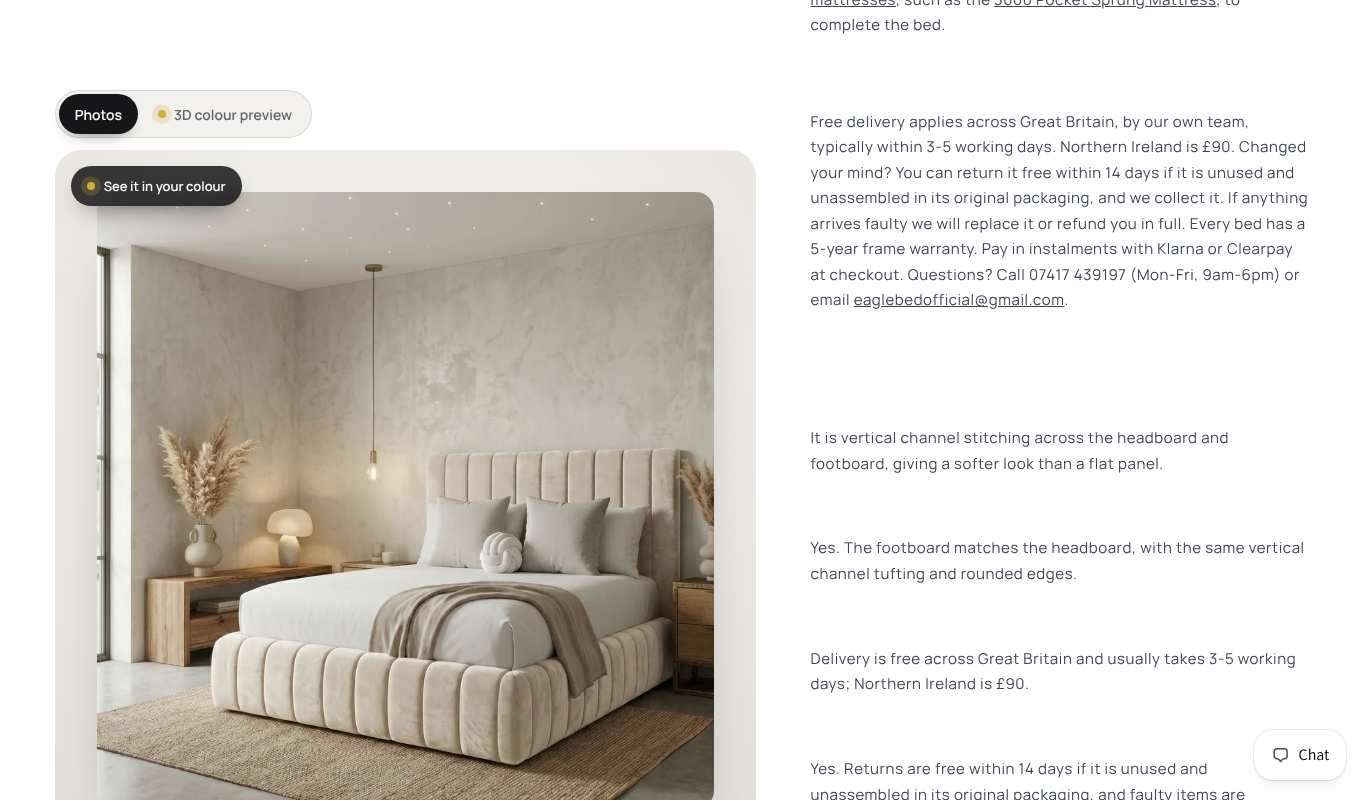 mattresses, such as the 3000 Pocket Sprung Mattress, to
complete the bed.
Photos
3D colour preview
See it in your colour
Free delivery applies across Great Britain, by our own team,
typically within 3-5 working days. Northern Ireland is £90. Changed
your mind? You can return it free within 14 days if it is unused and
unassembled in its original packaging, and we collect it. If anything
arrives faulty we will replace it or refund you in full. Every bed has a
5-year frame warranty. Pay in instalments with Klarna or Clearpay
at checkout. Questions? Call 07417 439197 (Mon-Fri, 9am-6pm) or
email eaglebedofficial@gmail.com.
It is vertical channel stitching across the headboard and
footboard, giving a softer look than a flat panel.
Yes. The footboard matches the headboard, with the same vertical
channel tufting and rounded edges.
Delivery is free across Great Britain and usually takes 3-5 working
days; Northern Ireland is £90.
Yes. Returns are free within 14 days if it is unused and
unassembled in its original packaging, and faulty items are
Chat